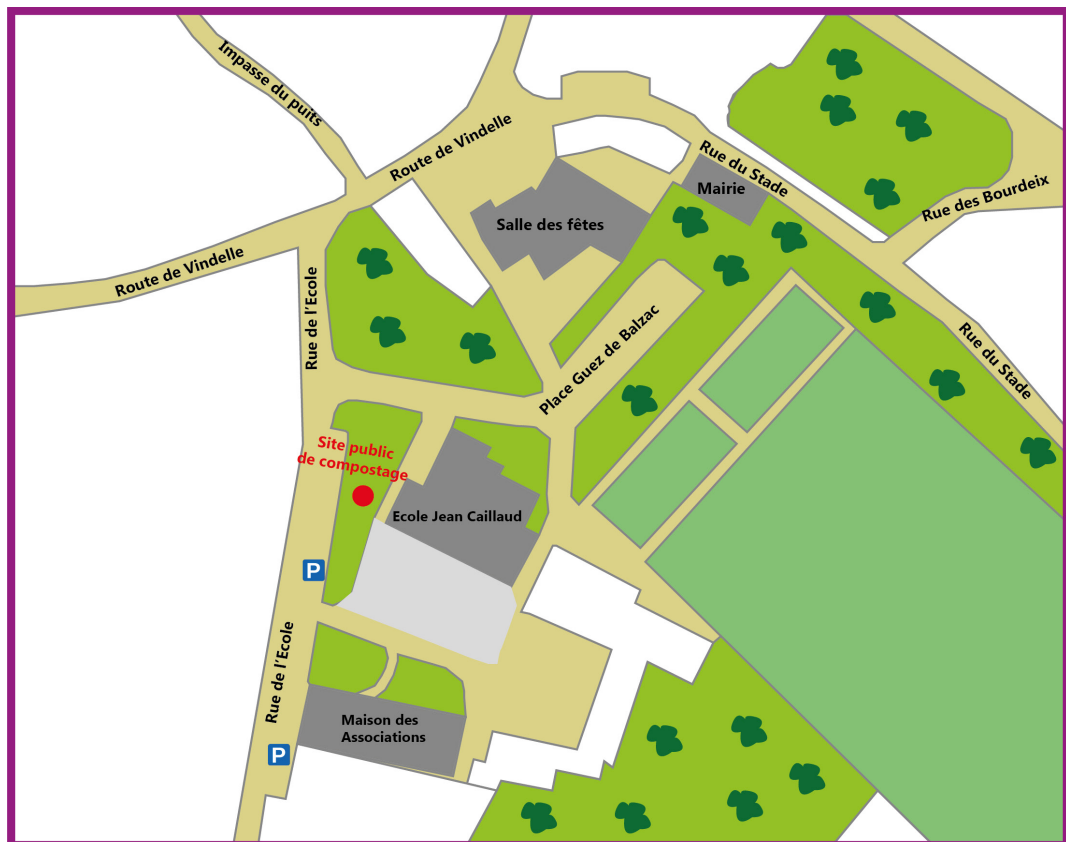 Impasse du puits
Route de Vindelle
Rue du Stade
Mairie
Rue des Bourdeix
Salle des fêtes
Route de Vindelle
Rue de l'Ecole
Place Guez de Balzac
Rue du Stade
Site public
de compostage
Ecole Jean Caillaud
P
Rue de l'Ecole
Maison des
Associations
P